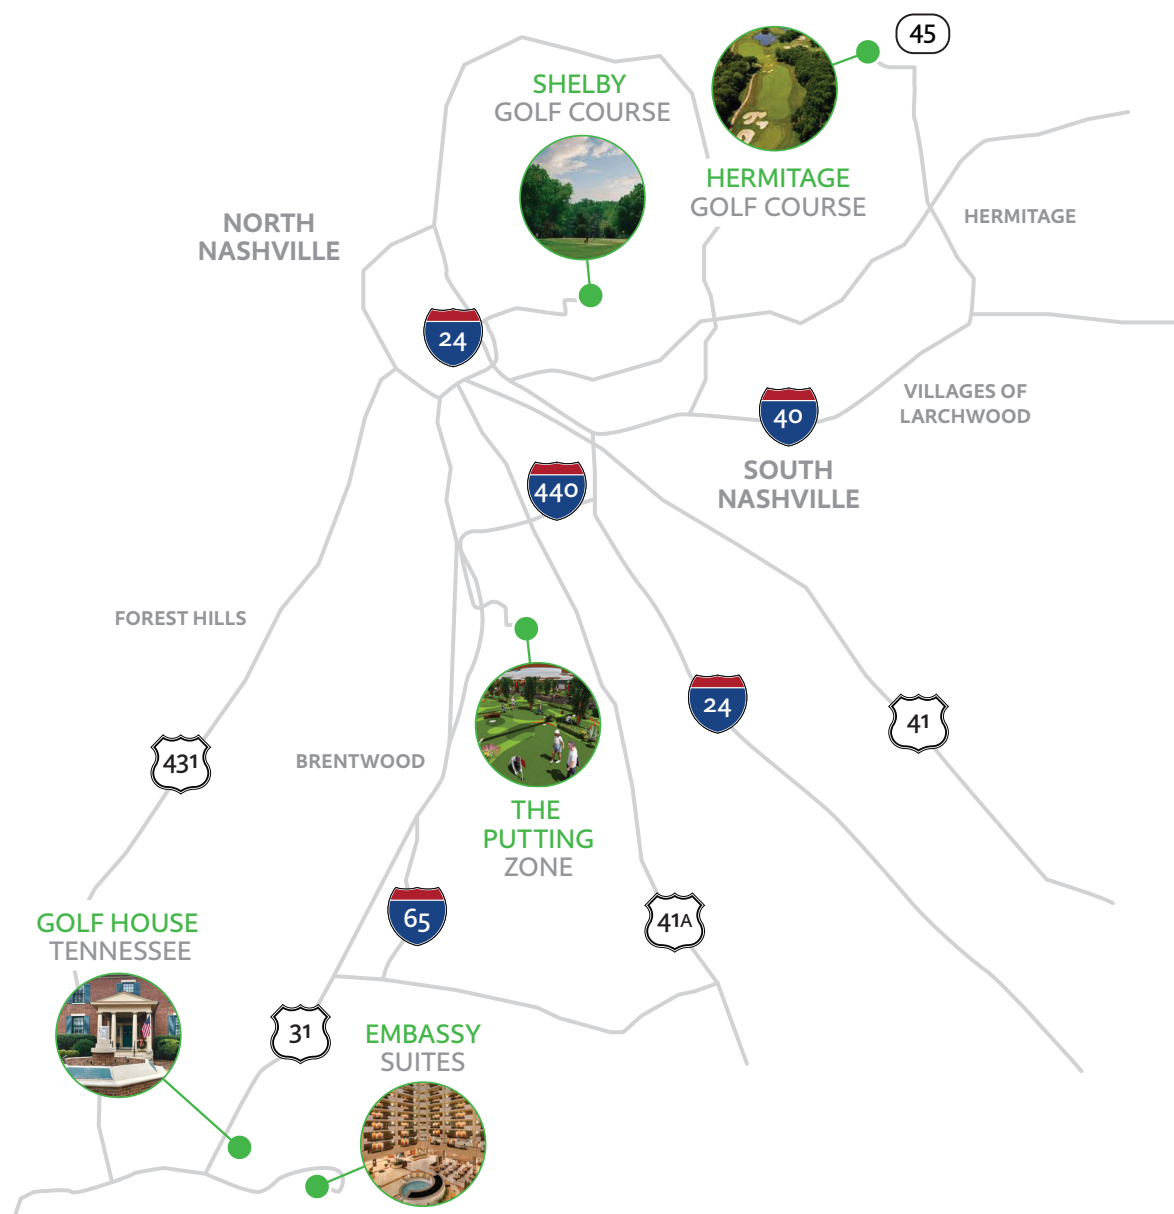 45
SHELBY
GOLF COURSE
HERMITAGE
GOLF COURSE
HERMITAGE
NORTH
NASHVILLE
24
VILLAGES OF
LARCHWOOD
40
SOUTH
NASHVILLE
440
FOREST HILLS
24
41
431
BRENTWOOD
THE
PUTTING
ZONE
65
41A
GOLF HOUSE
TENNESSEE
31
EMBASSY
SUITES